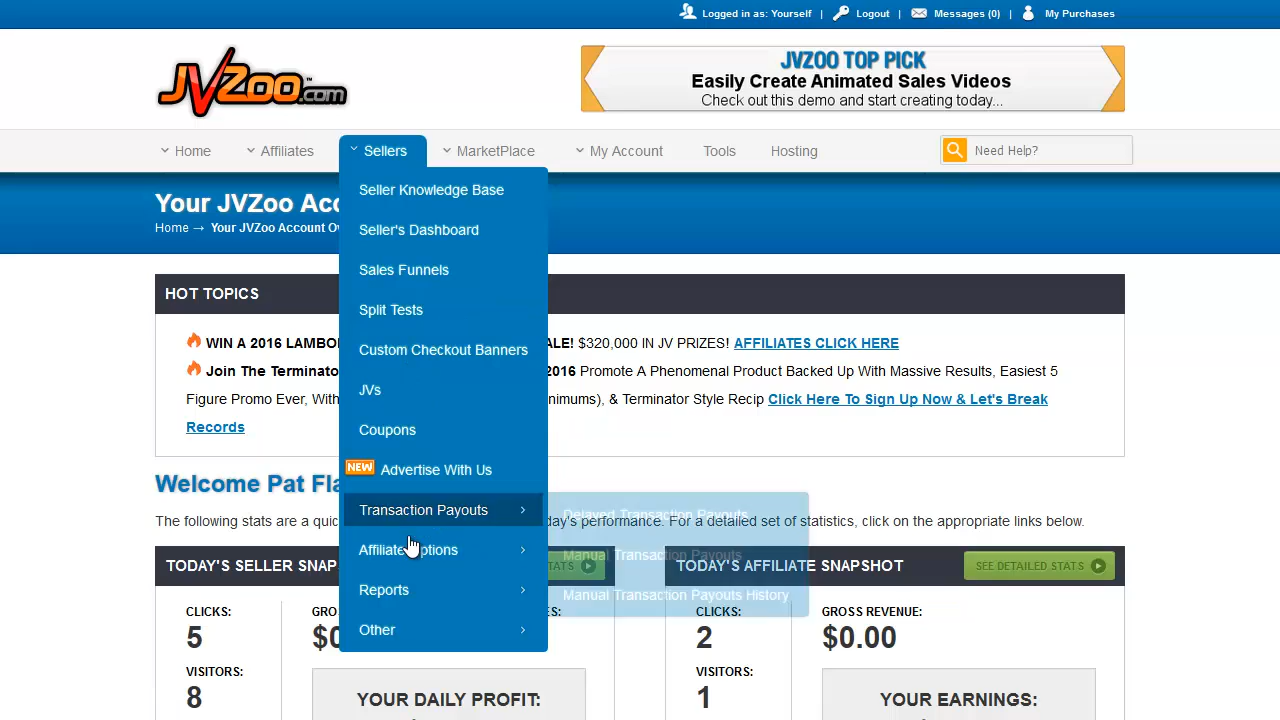 Logged in as: Yourself | Logout | Messages (0) | My Purchases
JVZoo.com
™
JVZOO TOP PICK
Easily Create Animated Sales Videos
Check out this demo and start creating today...
Home Affiliates Sellers MarketPlace My Account Tools Hosting Need Help?
Your JVZoo Acc
Home → Your JVZoo Account Ov
Seller Knowledge Base
Seller's Dashboard
Sales Funnels
Split Tests
Custom Checkout Banners
JVs
Coupons
NEW Advertise With Us
Transaction Payouts
Affiliate Options
Reports
Other
Delayed Transaction Payouts
Manual Transaction Payouts
Manual Transaction Payouts History
HOT TOPICS
WIN A 2016 LAMBO ALE! $320,000 IN JV PRIZES! AFFILIATES CLICK HERE
Join The Terminato 2016 Promote A Phenomenal Product Backed Up With Massive Results, Easiest 5
Figure Promo Ever, With nimums), & Terminator Style Recip Click Here To Sign Up Now & Let's Break
Records
Welcome Pat Fla
The following stats are a quic day's performance. For a detailed set of statistics, click on the appropriate links below.
TODAY'S SELLER SNAP STATS
CLICKS: GRO ES:
5 $0
VISITORS:
8
YOUR DAILY PROFIT:
TODAY'S AFFILIATE SNAPSHOT SEE DETAILED STATS
CLICKS: GROSS REVENUE:
2 $0.00
VISITORS:
1
YOUR EARNINGS: